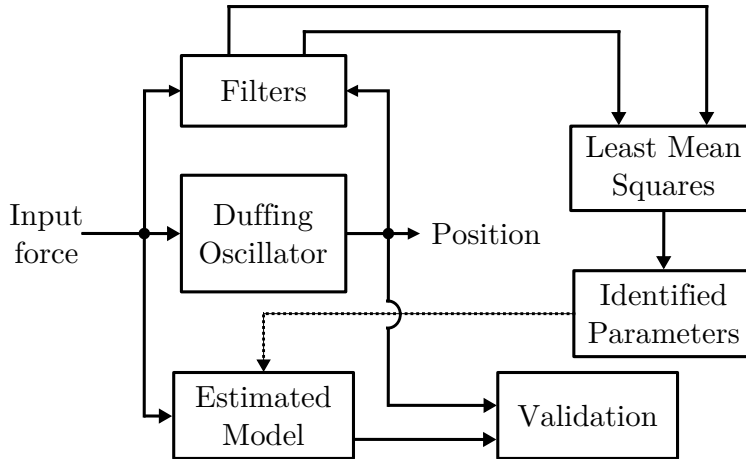 Filters
Least Mean
Squares
Input
force
Duffing
Oscillator
Position
Identified
Parameters
Estimated
Model
Validation